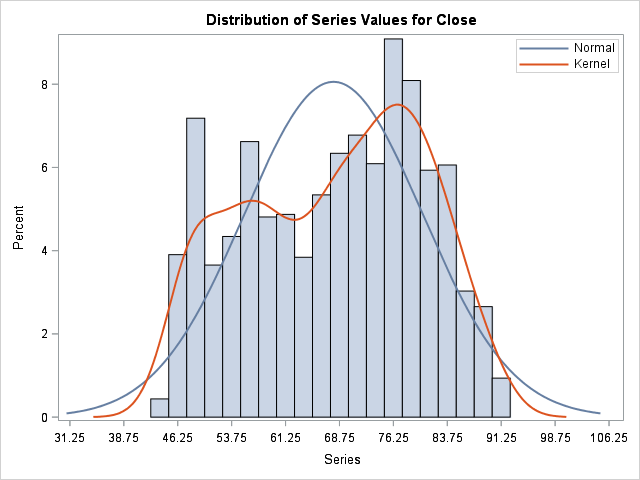 Distribution of Series Values for Close
Normal
Kernel
8
6
4
2
0
Percent
31.25 38.75 46.25 53.75 61.25 68.75 76.25 83.75 91.25 98.75 106.25
Series